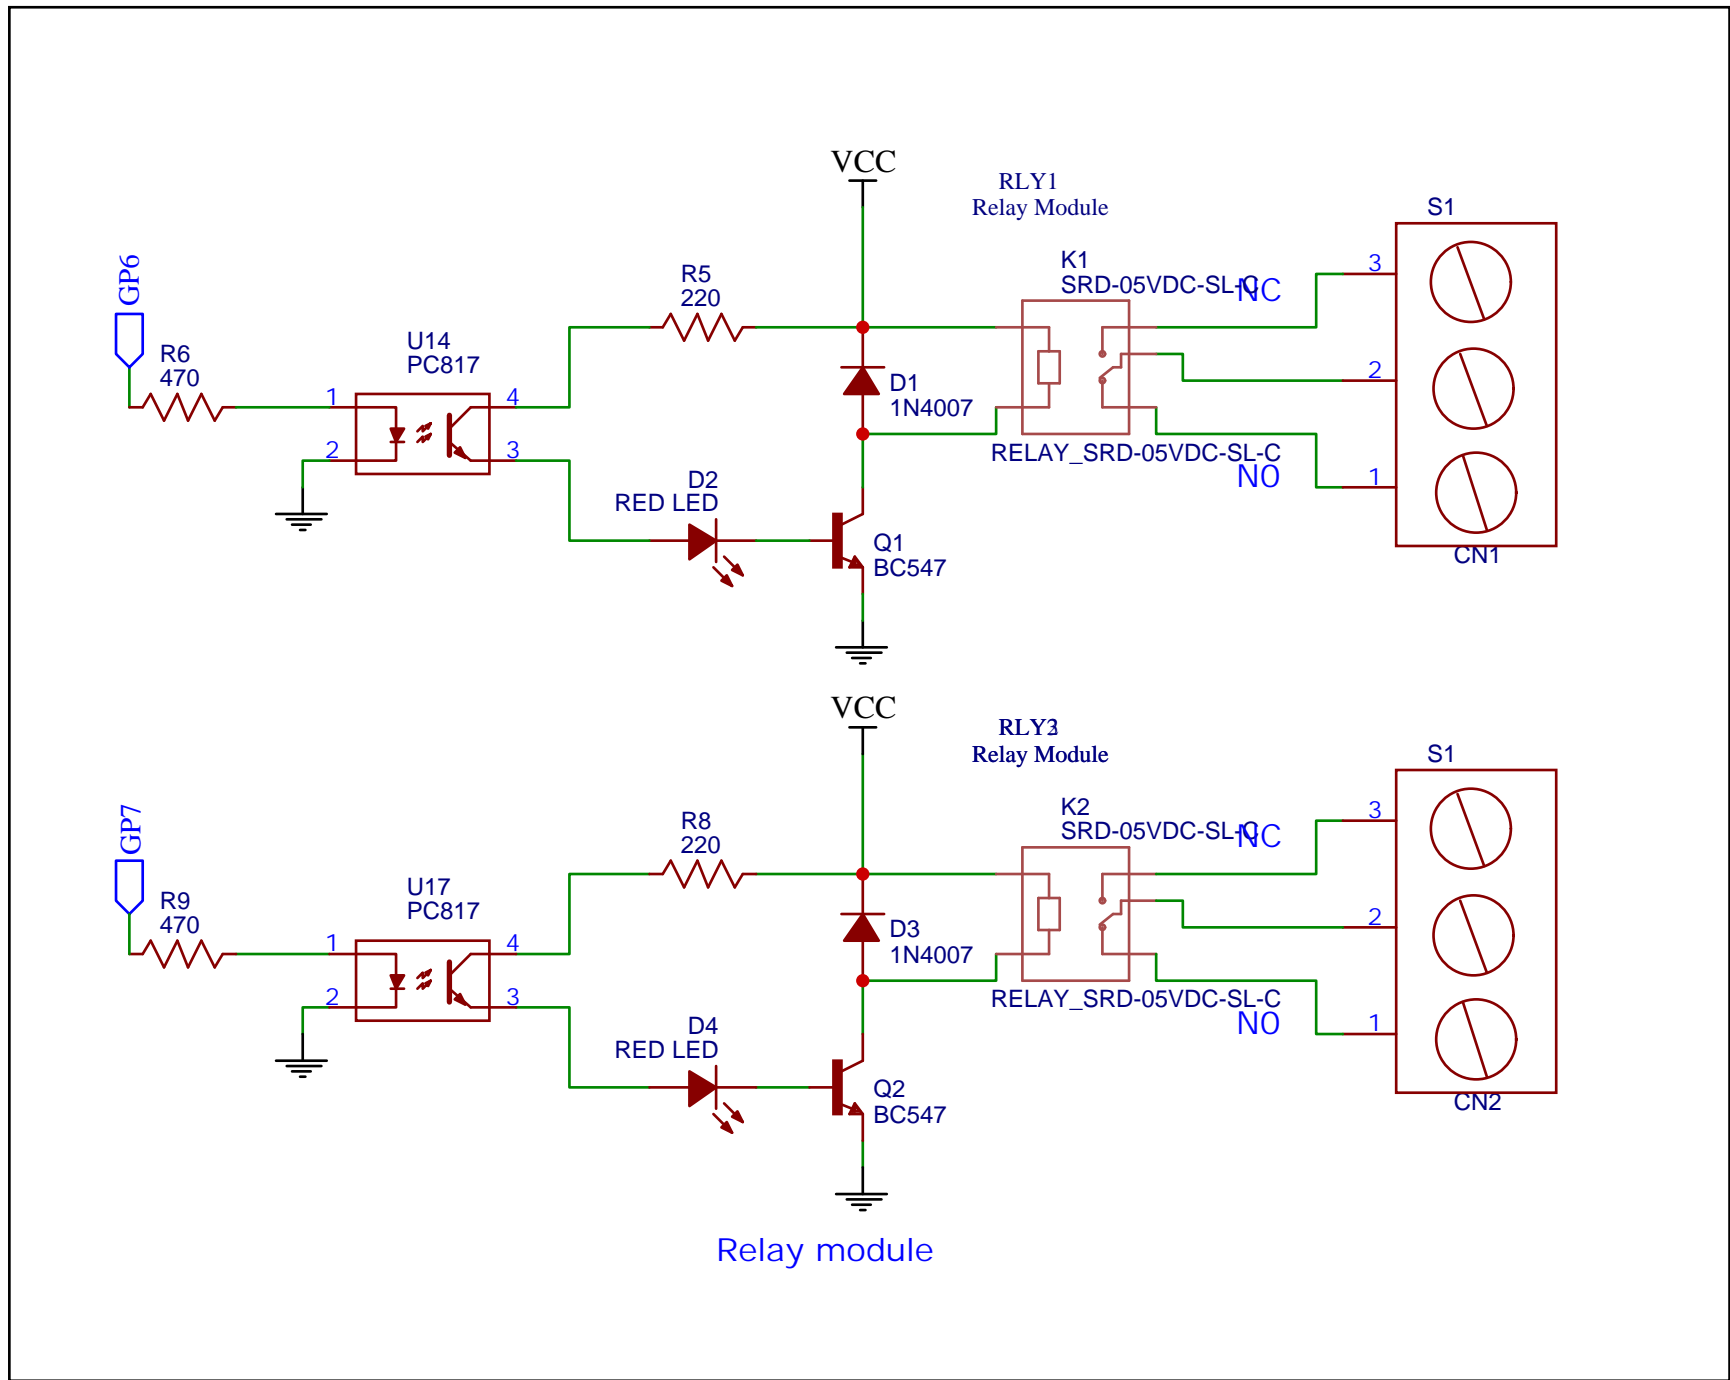 VCC
RLY1
Relay Module
S1
GP6
K1
SRD-05VDC-SL-C
NC
R5
220
3
R6
470
U14
PC817
D1
1N4007
2
1
4
2
3
RELAY_SRD-05VDC-SL-C
N0
1
D2
RED LED
Q1
BC547
CN1
VCC
Relay Module
S1
GP7
K2
SRD-05VDC-SL-C
NC
R8
220
3
R9
470
U17
PC817
D3
1N4007
2
1
4
2
3
RELAY_SRD-05VDC-SL-C
N0
1
D4
RED LED
Q2
BC547
CN2
Relay module